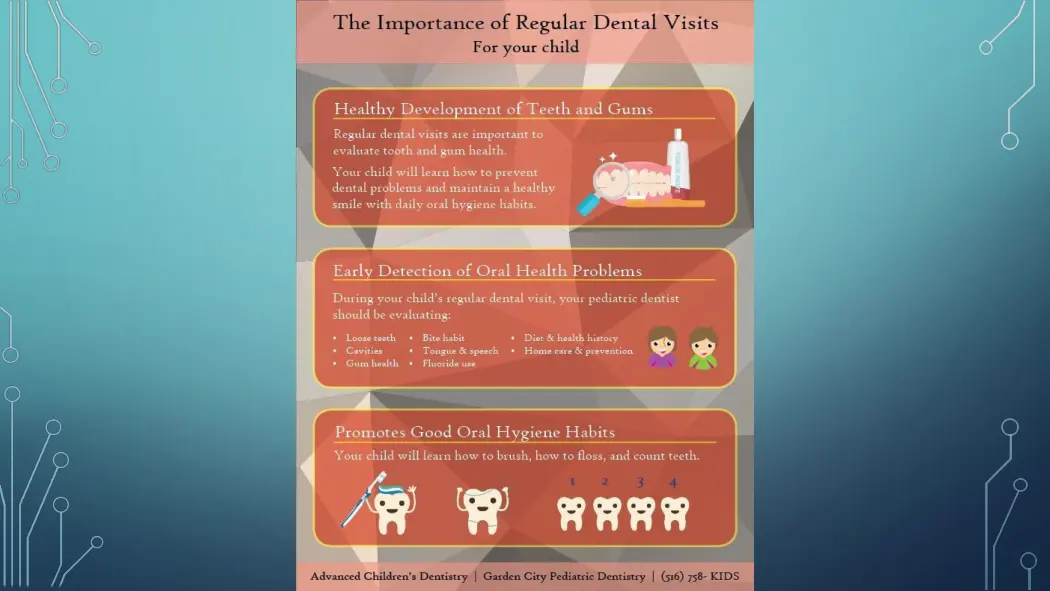 The Importance of Regular Dental Visits
For your child
Healthy Development of Teeth and Gums
Regular dental visits are important to
evaluate tooth and gum health.
Your child will learn how to prevent
dental problems and maintain a healthy
smile with daily oral hygiene habits.
Early Detection of Oral Health Problems
During your child's regular dental visit, your pediatric dentist
should be evaluating:
• Loose teeth
• Cavities
• Gum health
• Bite habit
• Tongue & speech
• Fluoride use
• Diet & health history
• Home care & prevention
Promotes Good Oral Hygiene Habits
Your child will learn how to brush, how to floss, and count teeth.
1 2 3 4
Advanced Children's Dentistry | Garden City Pediatric Dentistry | (516) 758- KIDS